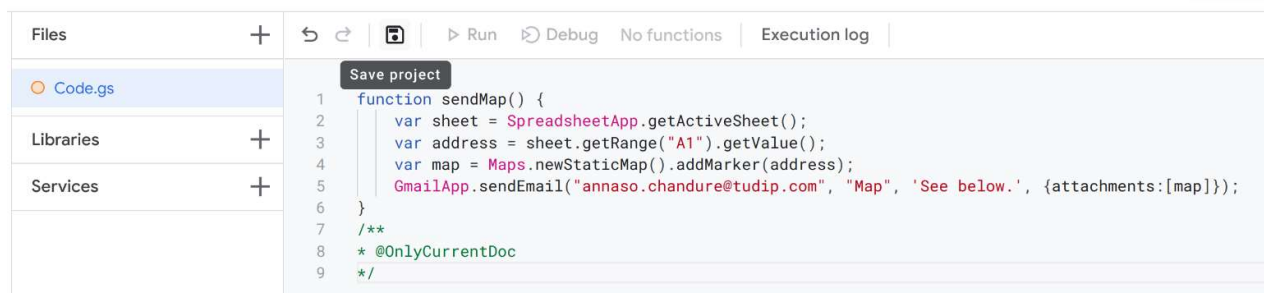 Files
Run Debug No functions Execution log
Save project
Code.gs
Libraries
Services
1 function sendMap() {
2 var sheet = SpreadsheetApp.getActiveSheet();
3 var address = sheet.getRange("A1").getValue();
4 var map = Maps.newStaticMap().addMarker(address);
5 GmailApp.sendEmail("annaso.chandure@tudip.com", "Map", 'See below.', {attachments:[map]});
6 }
7 /**
8 * @OnlyCurrentDoc
9 */